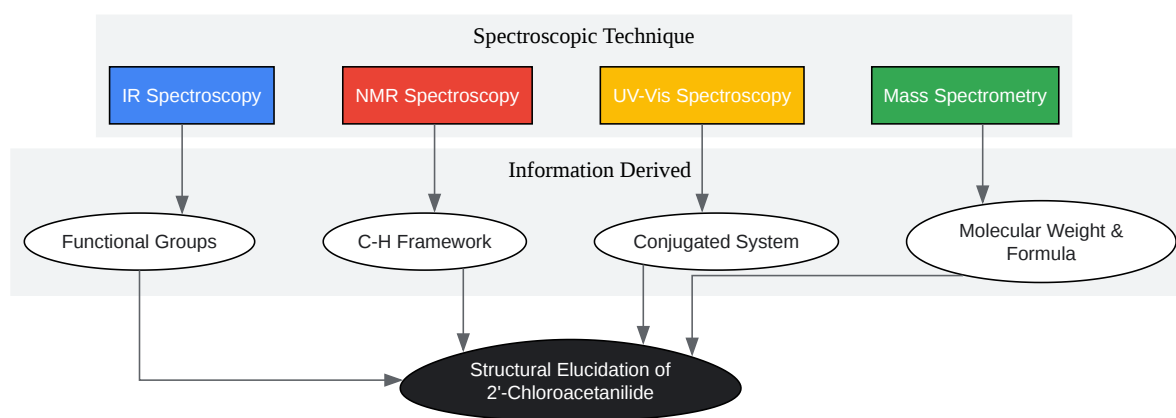 Spectroscopic Technique
IR Spectroscopy
NMR Spectroscopy
UV-Vis Spectroscopy
Mass Spectrometry
Information Derived
Functional Groups
C-H Framework
Conjugated System
Molecular Weight &
Formula
Structural Elucidation of
2'-Chloroacetanilide